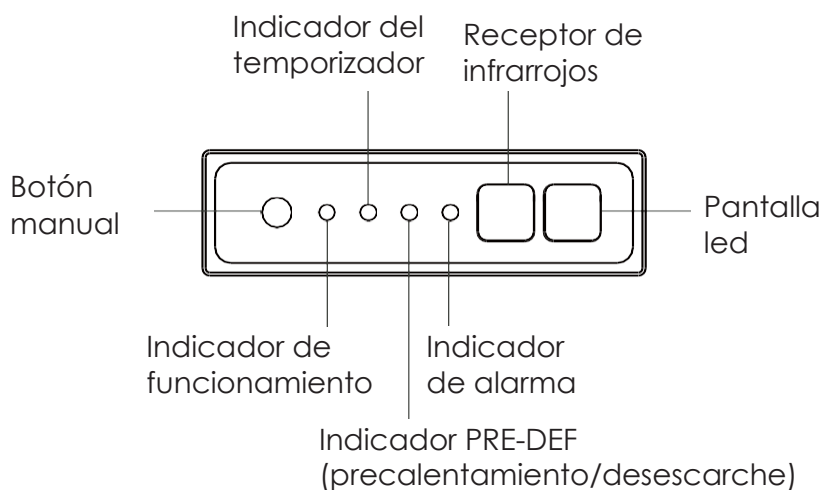 Indicador del
temporizador
Receptor de
infrarrojos
Botón
manual
Pantalla
led
Indicador de
funcionamiento
Indicador
de alarma
Indicador PRE-DEF
(precalentamiento/desescarche)